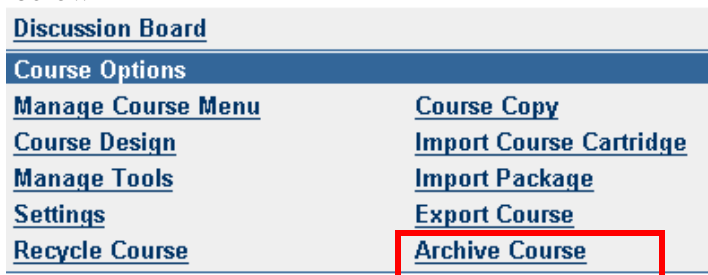 Discussion Board
Course Options
Manage Course Menu Course Copy
Course Design Import Course Cartridge
Manage Tools Import Package
Settings Export Course
Recycle Course Archive Course